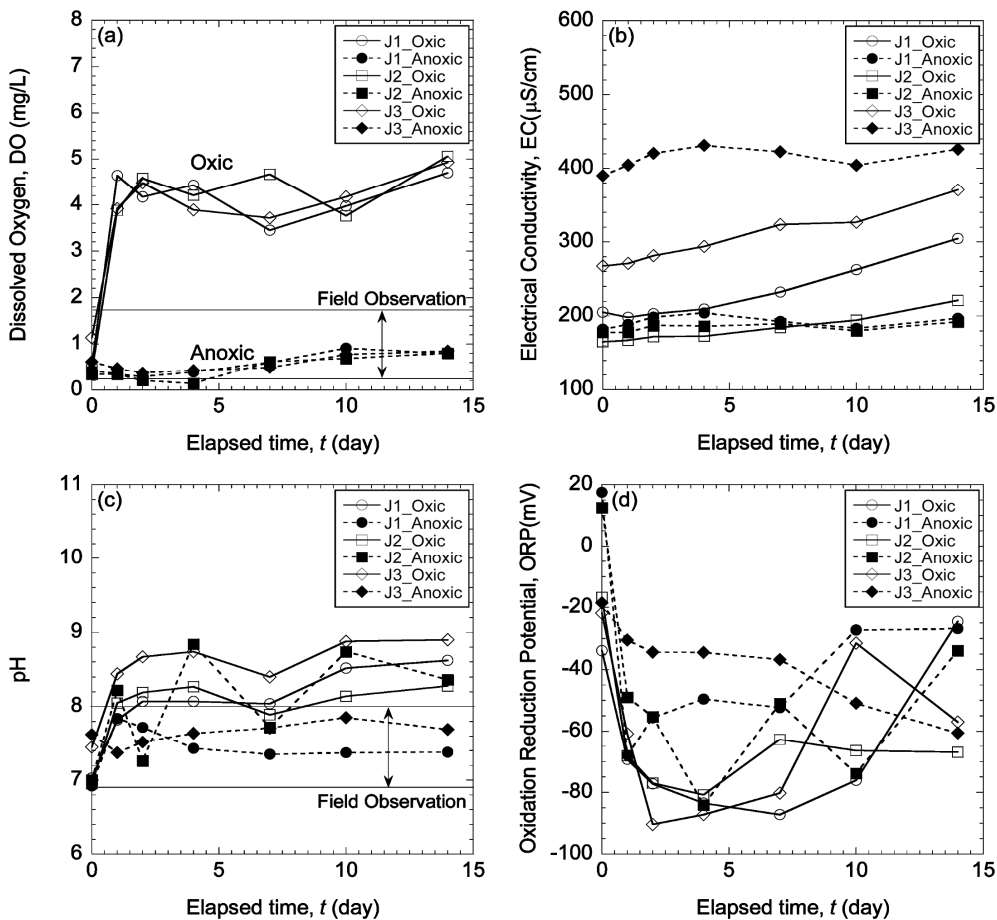 (a)
J1_Oxic
J1_Anoxic
J2_Oxic
J2_Anoxic
J3_Oxic
J3_Anoxic
Oxic
Field Observation
Anoxic
Dissolved Oxygen, DO (mg/L)
8
7
6
5
4
3
2
1
0
0 5 10 15
Elapsed time, t (day)
(b)
J1_Oxic
J1_Anoxic
J2_Oxic
J2_Anoxic
J3_Oxic
J3_Anoxic
Electrical Conductivity, EC(μS/cm)
600
500
400
300
200
100
0 5 10 15
Elapsed time, t (day)
(c)
J1_Oxic
J1_Anoxic
J2_Oxic
J2_Anoxic
J3_Oxic
J3_Anoxic
Field Observation
pH
11
10
9
8
7
6
0 5 10 15
Elapsed time, t (day)
(d)
J1_Oxic
J1_Anoxic
J2_Oxic
J2_Anoxic
J3_Oxic
J3_Anoxic
Oxidation Reduction Potential, ORP(mV)
20
0
-20
-40
-60
-80
-100
0 5 10 15
Elapsed time, t (day)